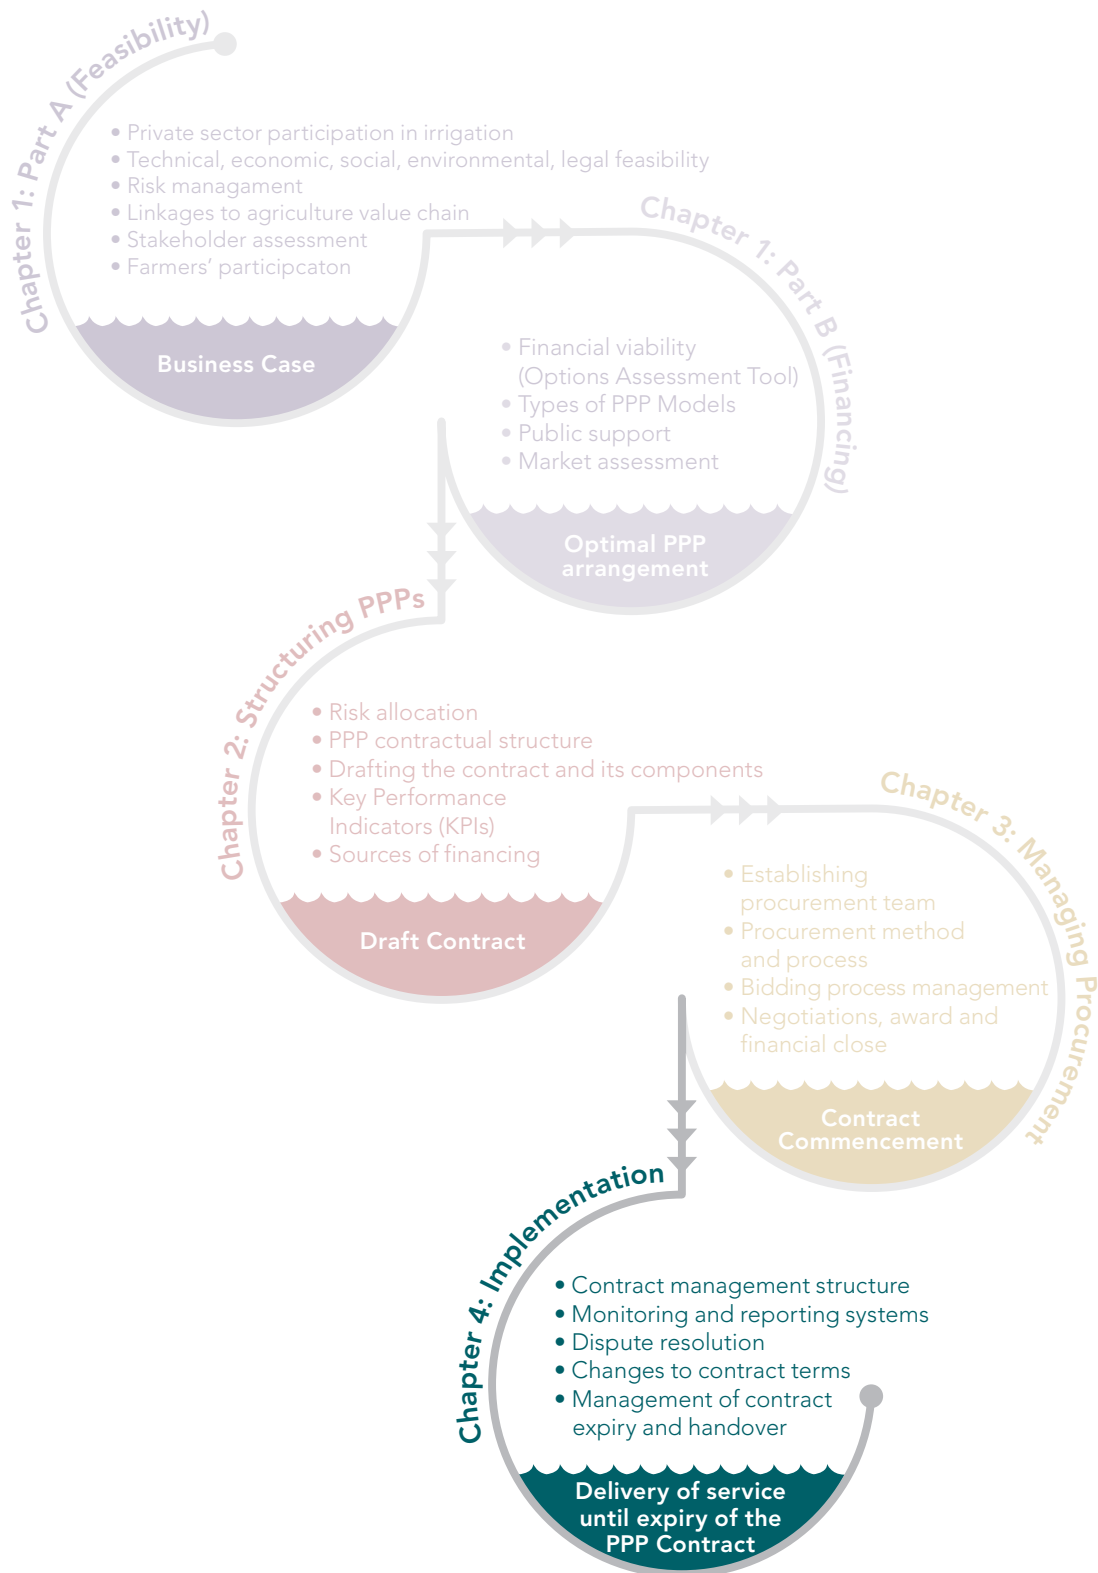 Chapter 1: Part A (Feasibility)
• Private sector participation in irrigation
• Technical, economic, social, environmental, legal feasibility
• Risk managament
• Linkages to agriculture value chain
• Stakeholder assessment
• Farmers' participcaton
Business Case
Chapter 1: Part B (Financing)
• Financial viability
(Options Assessment Tool)
• Types of PPP Models
• Public support
• Market assessment
Optimal PPP
arrangement
Chapter 2: Structuring PPPs
• Risk allocation
• PPP contractual structure
• Drafting the contract and its components
• Key Performance
Indicators (KPIs)
• Sources of financing
Draft Contract
Chapter 3: Managing Procurement
• Establishing
procurement team
• Procurement method
and process
• Bidding process management
• Negotiations, award and
financial close
Contract
Commencement
Chapter 4: Implementation
• Contract management structure
• Monitoring and reporting systems
• Dispute resolution
• Changes to contract terms
• Management of contract
expiry and handover
Delivery of service
until expiry of the
PPP Contract